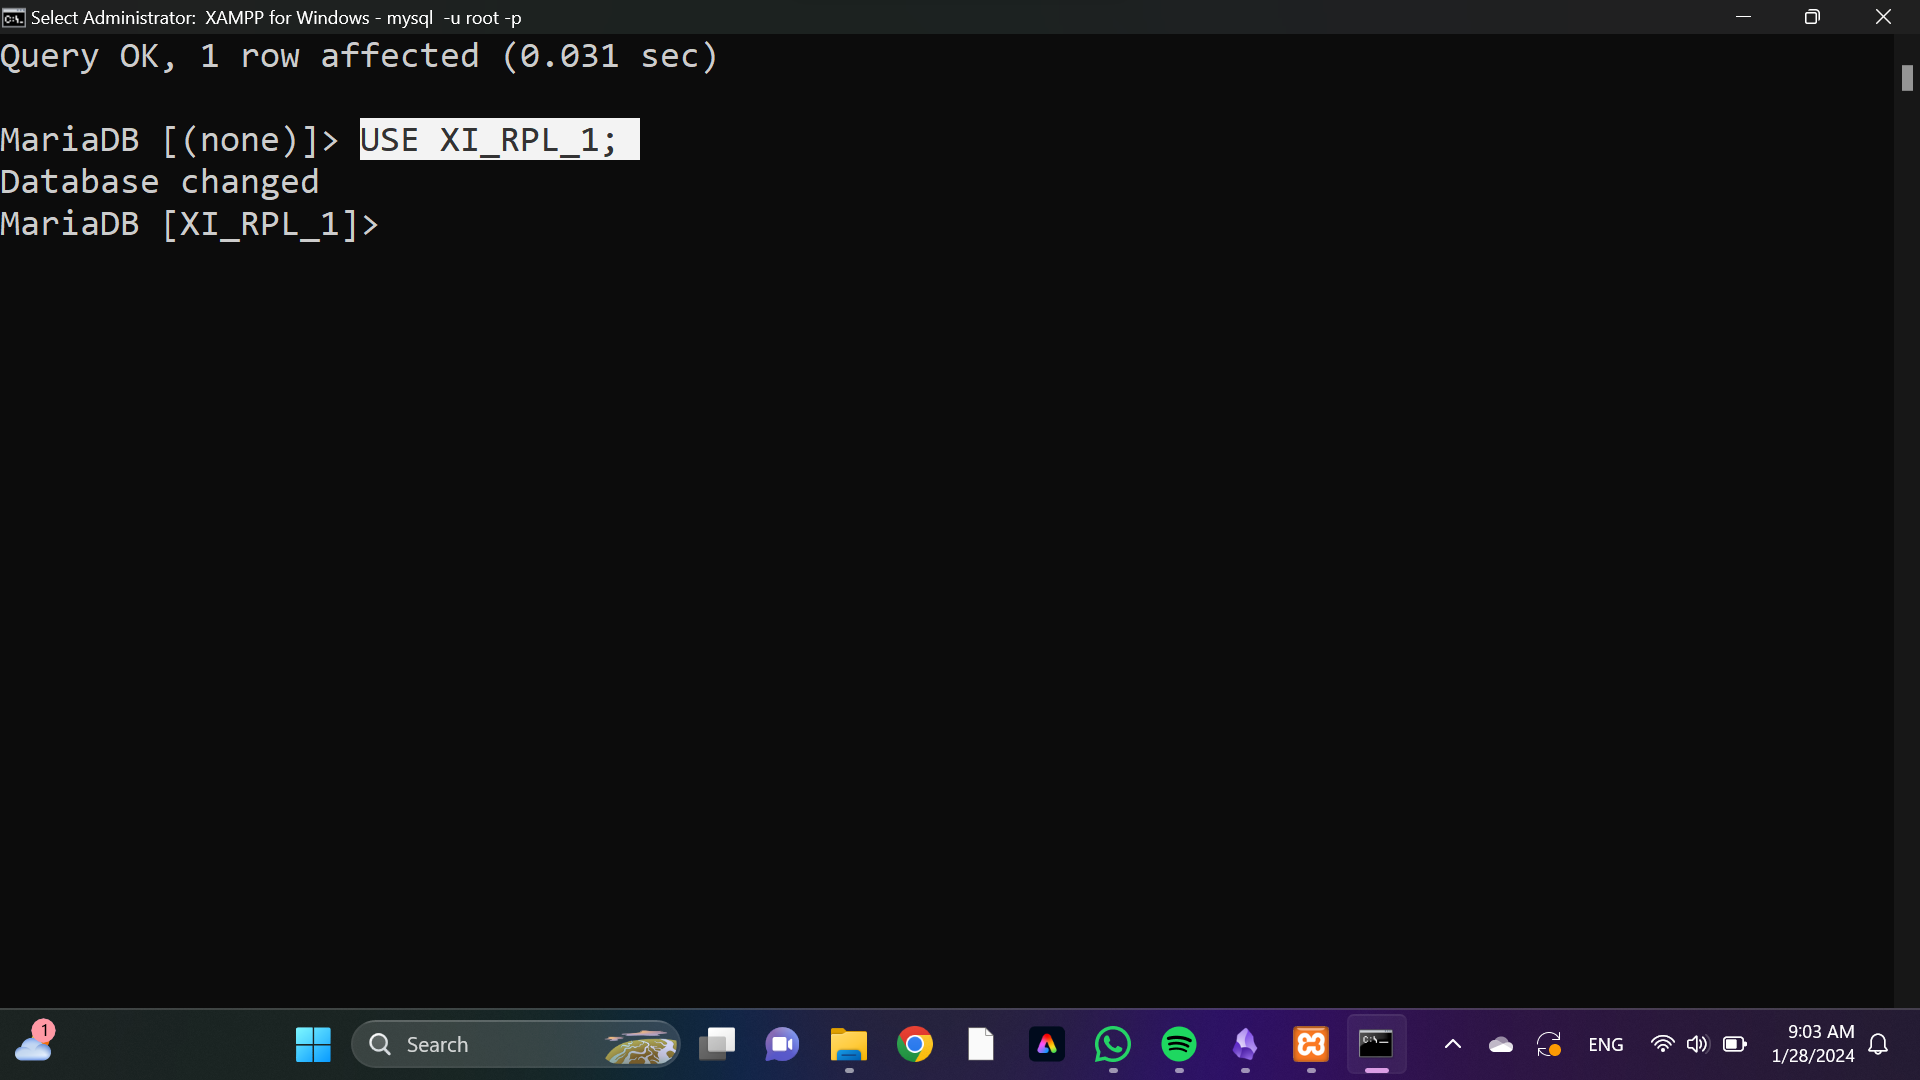 Select Administrator:  XAMPP for Windows - mysql  -u root -p
Query OK, 1 row affected (0.031 sec)
MariaDB [(none)]> USE XI_RPL_1;
Database changed
MariaDB [XI_RPL_1]>
1
Search
ENG
9:03 AM
1/28/2024